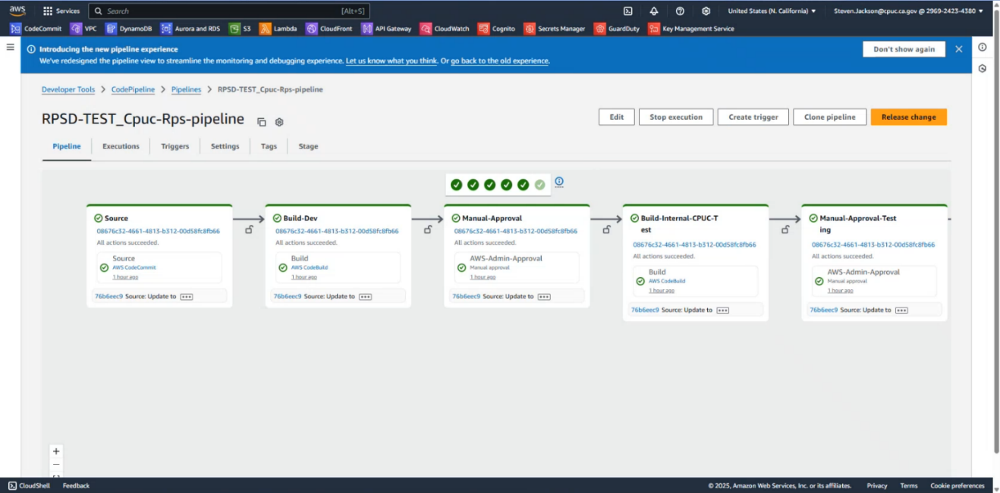 aws Services Search [Alt+S] United States (N. California) Steven.Jackson@cpuc.ca.gov @ 2969-2423-4380
CodeCommit VPC DynamoDB Aurora and RDS S3 Lambda CloudFront API Gateway CloudWatch Cognito Secrets Manager GuardDuty Key Management Service
Introducing the new pipeline experience
We've redesigned the pipeline view to streamline the monitoring and debugging experience. Let us know what you think. Or go back to the old experience.
Don't show again
Developer Tools > CodePipeline > Pipelines > RPSD-TEST_Cpuc-Rps-pipeline
RPSD-TEST_Cpuc-Rps-pipeline
Edit Stop execution Create trigger Clone pipeline Release change
Pipeline Executions Triggers Settings Tags Stage
Source
08676c32-4661-4813-b312-00d58fc8fb66
All actions succeeded.
Source
AWS CodeCommit
1 hour ago
76b6eec9 Source: Update to
Build-Dev
08676c32-4661-4813-b312-00d58fc8fb66
All actions succeeded.
Build
AWS CodeBuild
1 hour ago
76b6eec9 Source: Update to
Manual-Approval
08676c32-4661-4813-b312-00d58fc8fb66
All actions succeeded.
AWS-Admin-Approval
Manual approval
1 hour ago
76b6eec9 Source: Update to
Build-Internal-CPUC-T
est
08676c32-4661-4813-b312-00d58fc8fb66
All actions succeeded.
Build
AWS CodeBuild
1 hour ago
76b6eec9 Source: Update to
Manual-Approval-Test
ing
08676c32-4661-4813-b312-00d58fc8fb66
All actions succeeded.
AWS-Admin-Approval
Manual approval
1 hour ago
76b6eec9 Source: Update to
CloudShell Feedback © 2025, Amazon Web Services, Inc. or its affiliates. Privacy Terms Cookie preferences